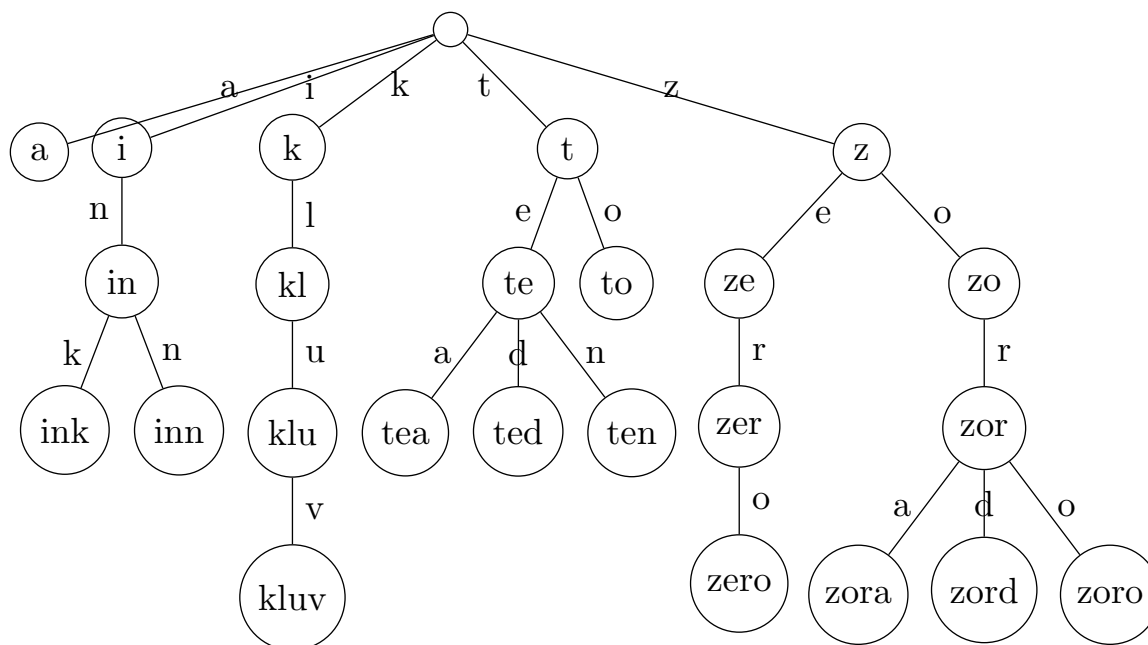 a i k t z
a i k t z
n l e o e o
in kl te to ze zo
k n u a d n r r
ink inn klu tea ted ten zer zor
v o a d o
kluv zero zora zord zoro